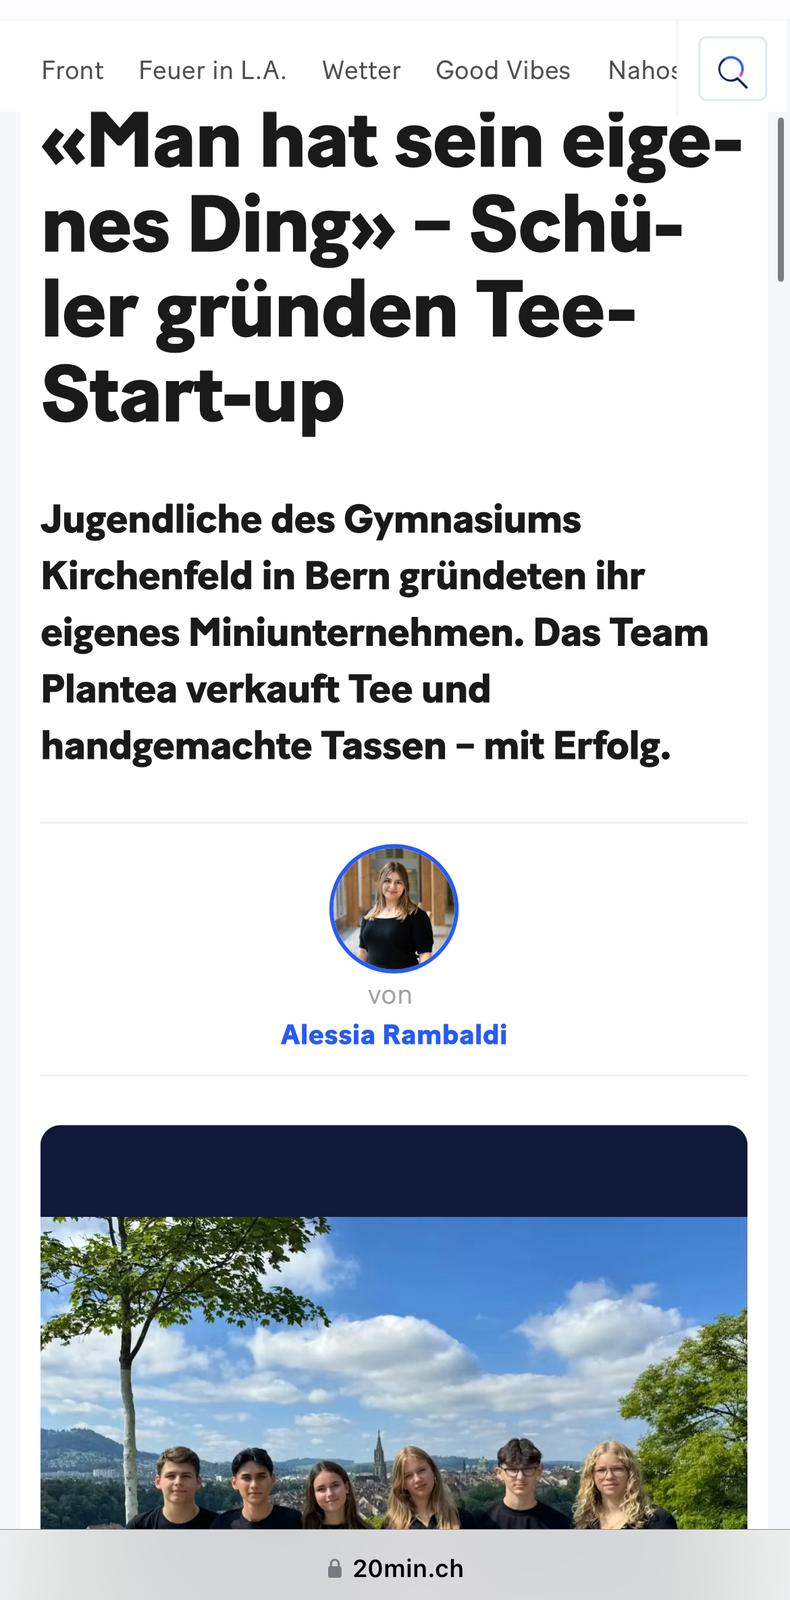 Front Feuer in L.A. Wetter Good Vibes Nahos
«Man hat sein eige-
nes Ding» – Schü-
ler gründen Tee-
Start-up
Jugendliche des Gymnasiums
Kirchenfeld in Bern gründeten ihr
eigenes Miniunternehmen. Das Team
Plantea verkauft Tee und
handgemachte Tassen – mit Erfolg.
von
Alessia Rambaldi
20min.ch